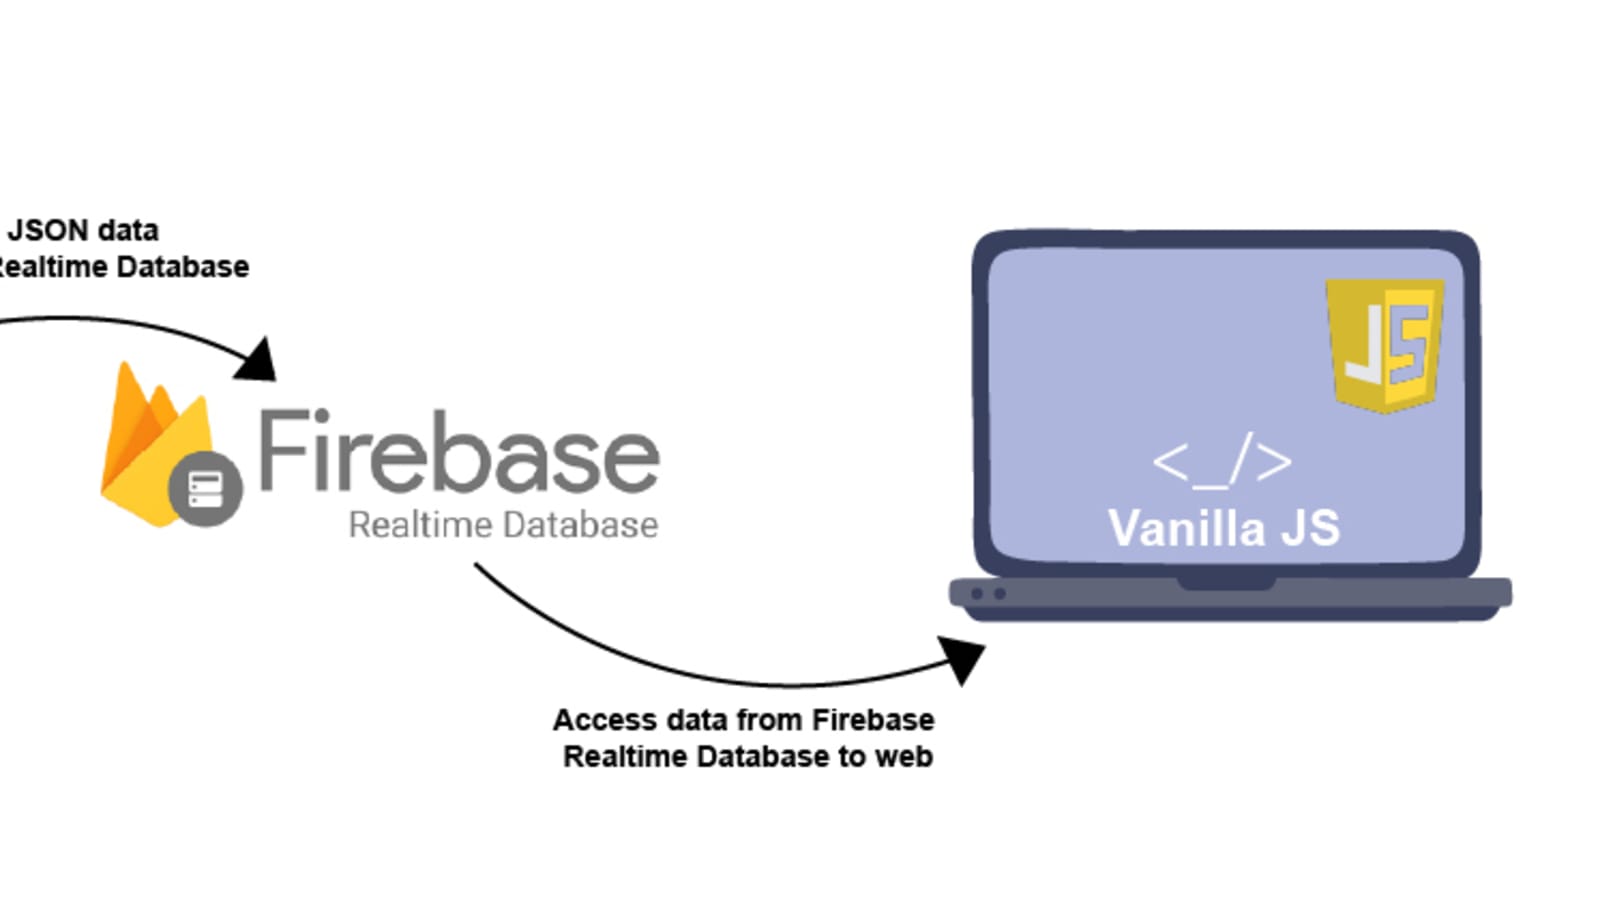 JSON data
Realtime Database
Firebase
Realtime Database
JS
<_/>
Vanilla JS
Access data from Firebase
Realtime Database to web